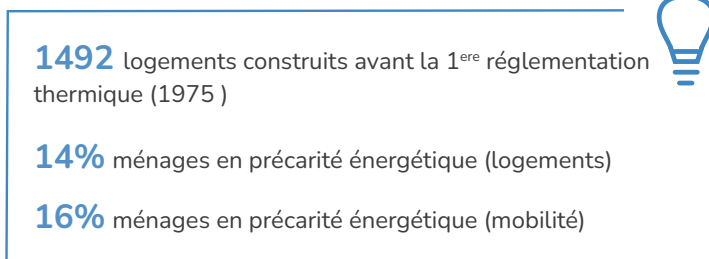 1492 logements construits avant la 1ere réglementation
thermique (1975 )
14% ménages en précarité énergétique (logements)
16% ménages en précarité énergétique (mobilité)